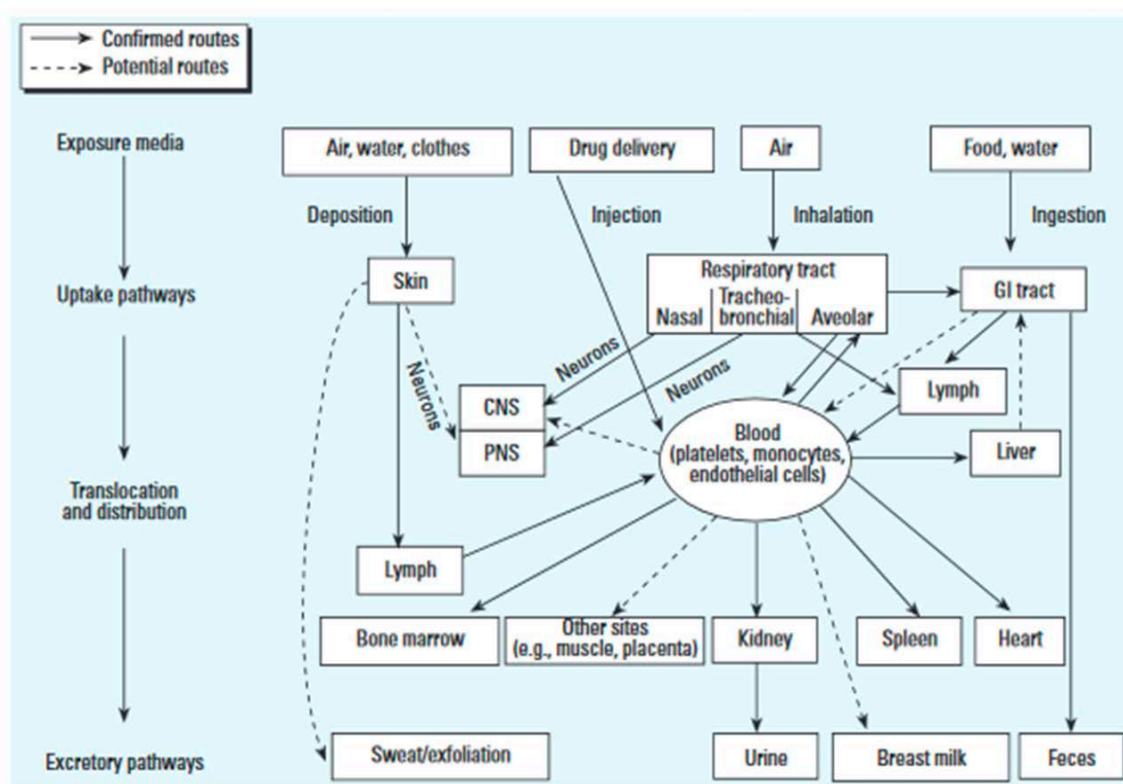 Confirmed routes
Potential routes
Exposure media
Air, water, clothes
Drug delivery
Air
Food, water
Deposition
Injection
Inhalation
Ingestion
Uptake pathways
Skin
Respiratory tract
Nasal
Tracheo-
bronchial
Aveolar
GI tract
Neurons
Neurons
Neurons
CNS
PNS
Blood
(platelets, monocytes,
endothelial cells)
Lymph
Liver
Translocation
and distribution
Lymph
Bone marrow
Other sites
(e.g., muscle, placenta)
Kidney
Spleen
Heart
Excretory pathways
Sweat/exfoliation
Urine
Breast milk
Feces